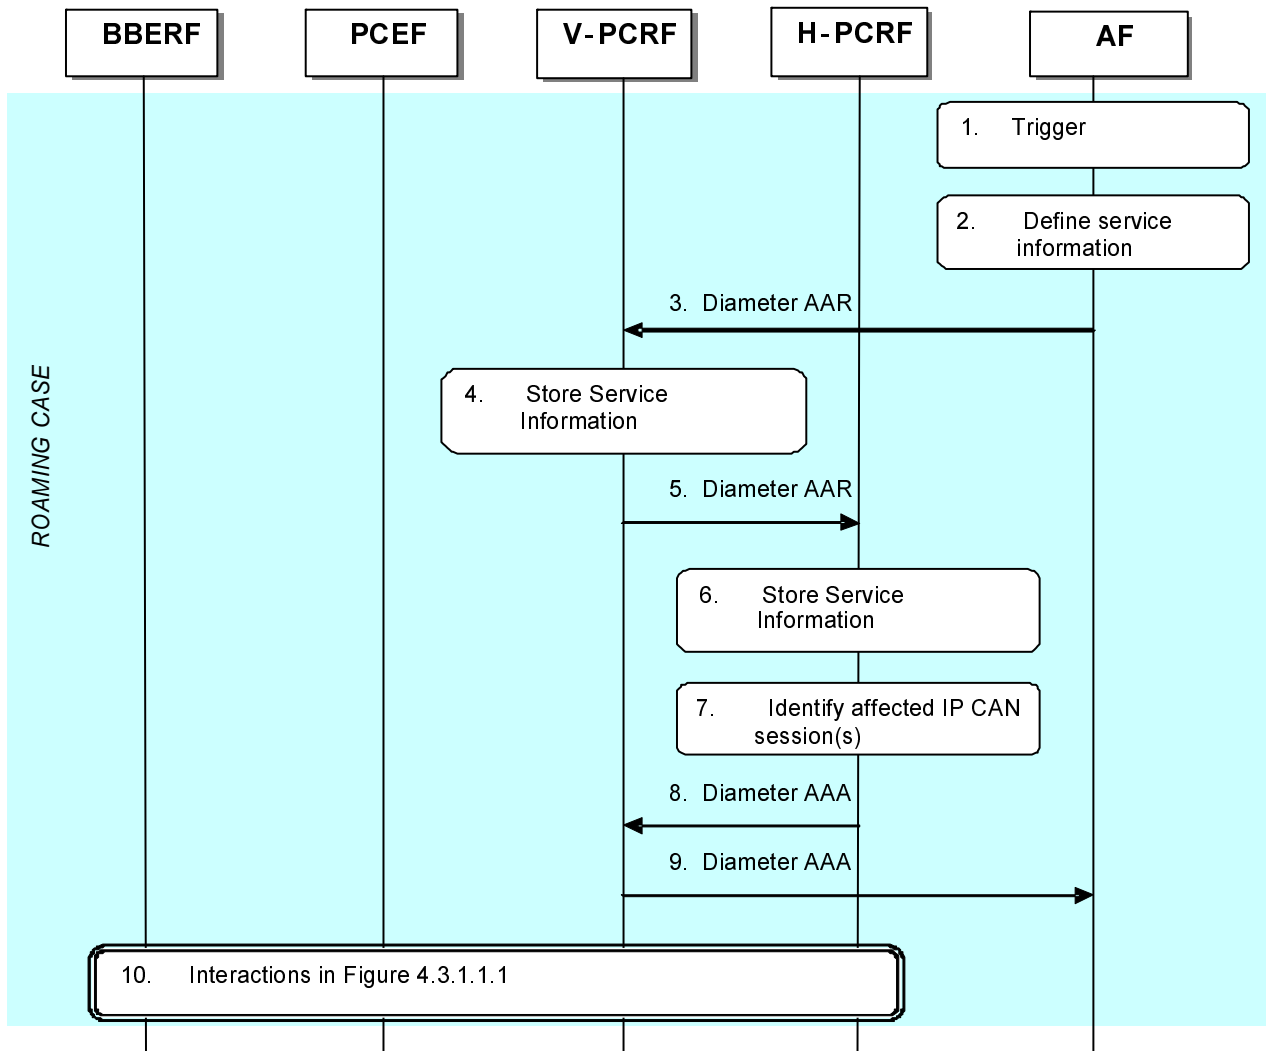 BBERF
PCEF
V-PCRF
H-PCRF
AF
1. Trigger
2. Define service
information
3. Diameter AAR
ROAMING CASE
4. Store Service
Information
5. Diameter AAR
6. Store Service
Information
7. Identify affected IP CAN
session(s)
8. Diameter AAA
9. Diameter AAA
10. Interactions in Figure 4.3.1.1.1